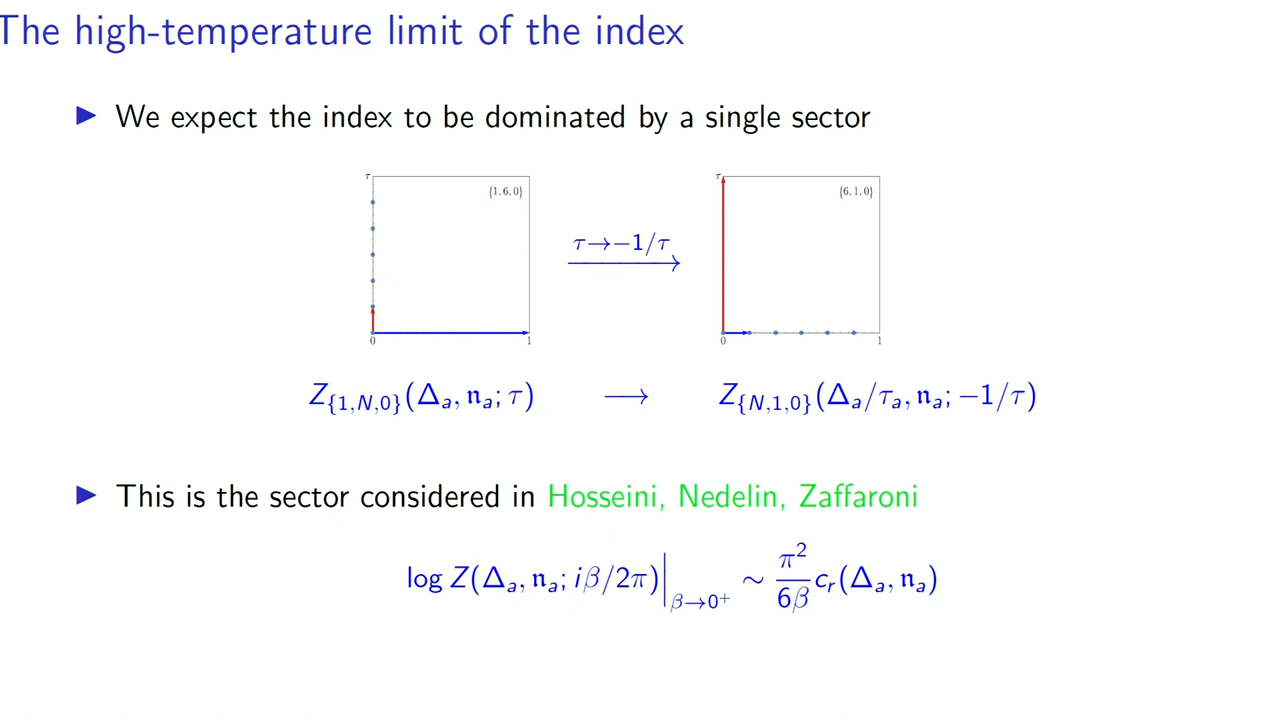 The high-temperature limit of the index
▶ We expect the index to be dominated by a single sector
τ {1,6,0} 0 1
τ→−1/τ
τ {6,1,0} 0 1
Z_{1,N,0}(Δ_a, 𝔫_a; τ) ⟶ Z_{N,1,0}(Δ_a/τ_a, 𝔫_a; −1/τ)
▶ This is the sector considered in Hosseini, Nedelin, Zaffaroni
log Z(Δ_a, 𝔫_a; iβ/2π)|_{β→0⁺} ∼ π²/6β c_r(Δ_a, 𝔫_a)